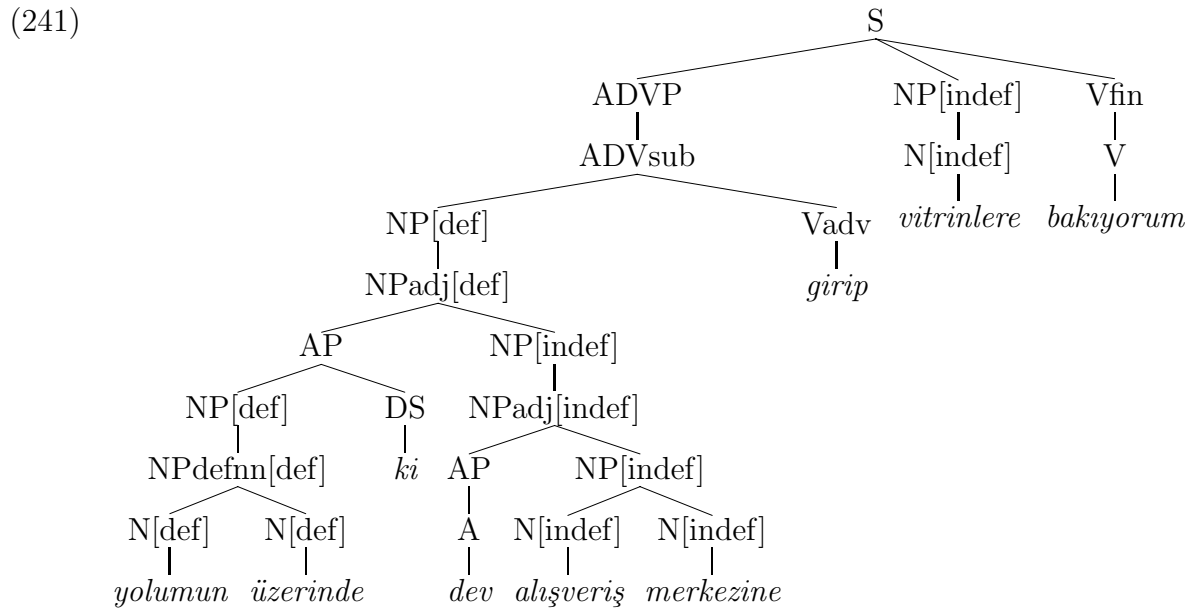 (241) S
ADVP NP[indef] Vfin
ADVsub N[indef] V
NP[def] Vadv vitrinlere bakıyorum
NPadj[def] girip
AP NP[indef]
NP[def] DS NPadj[indef]
NPdefnn[def] ki AP NP[indef]
N[def] N[def] A N[indef] N[indef]
yolumun üzerinde dev alışveriş merkezine